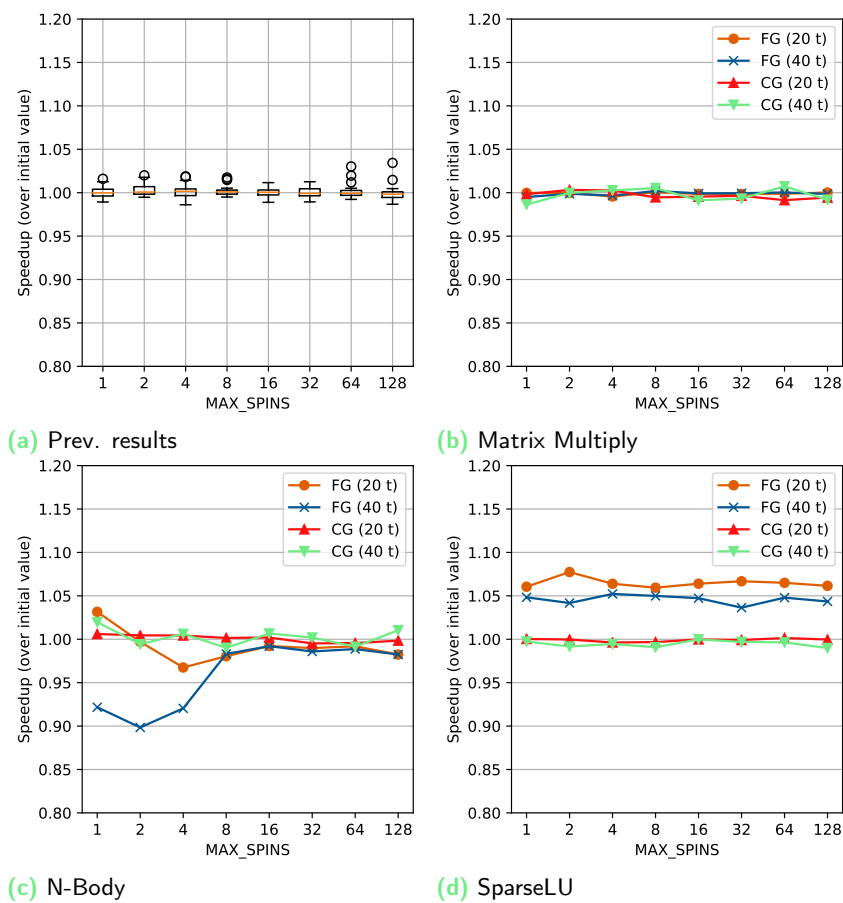 1.20
1.15
1.10
1.05
1.00
0.95
0.90
0.85
0.80
Speedup (over initial value)
1 2 4 8 16 32 64 128
MAX_SPINS
(a) Prev. results
1.20
1.15
1.10
1.05
1.00
0.95
0.90
0.85
0.80
Speedup (over initial value)
FG (20 t)
FG (40 t)
CG (20 t)
CG (40 t)
1 2 4 8 16 32 64 128
MAX_SPINS
(b) Matrix Multiply
1.20
1.15
1.10
1.05
1.00
0.95
0.90
0.85
0.80
Speedup (over initial value)
FG (20 t)
FG (40 t)
CG (20 t)
CG (40 t)
1 2 4 8 16 32 64 128
MAX_SPINS
(c) N-Body
1.20
1.15
1.10
1.05
1.00
0.95
0.90
0.85
0.80
Speedup (over initial value)
FG (20 t)
FG (40 t)
CG (20 t)
CG (40 t)
1 2 4 8 16 32 64 128
MAX_SPINS
(d) SparseLU